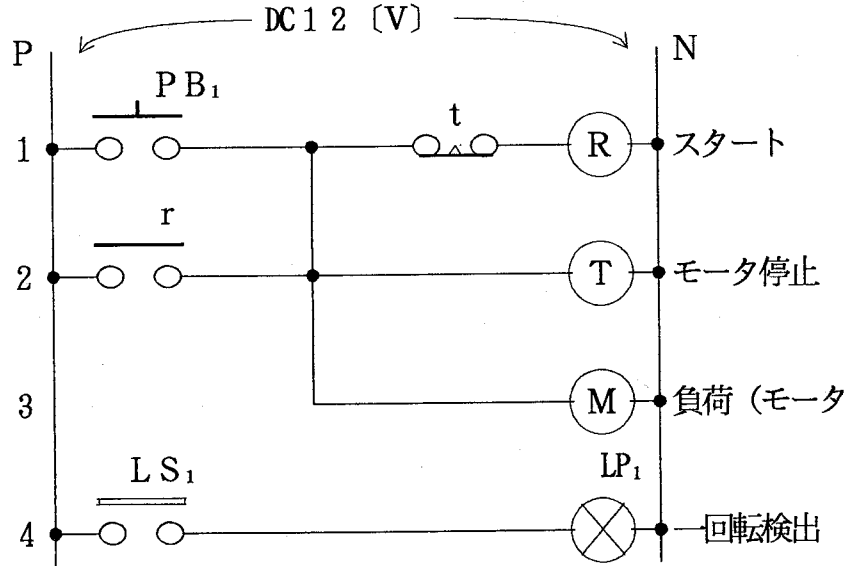 DC12〔V〕
P
N
PB₁
t
1
R
スタート
r
2
T
モータ停止
3
M
負荷（モータ
LS₁
LP₁
4
回転検出